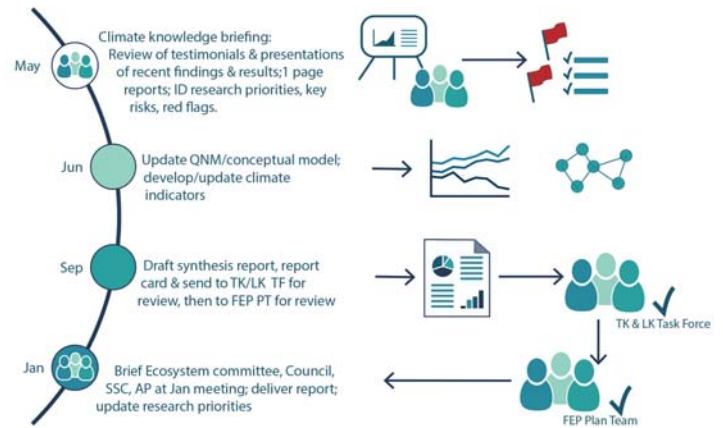 Climate knowledge briefing:
May
Review of testimonials & presentations
of recent findings & results;1 page
reports; ID research priorities, key
risks, red flags.
Jun
Update QNM/conceptual model;
develop/update climate
indicators
Sep
Draft synthesis report, report
card & send to TK/LK TF for
review, then to FEP PT for review
TK & LK Task Force
Jan
Brief Ecosystem committee, Council,
SSC, AP at Jan meeting; deliver report;
update research priorities
FEP Plan Team